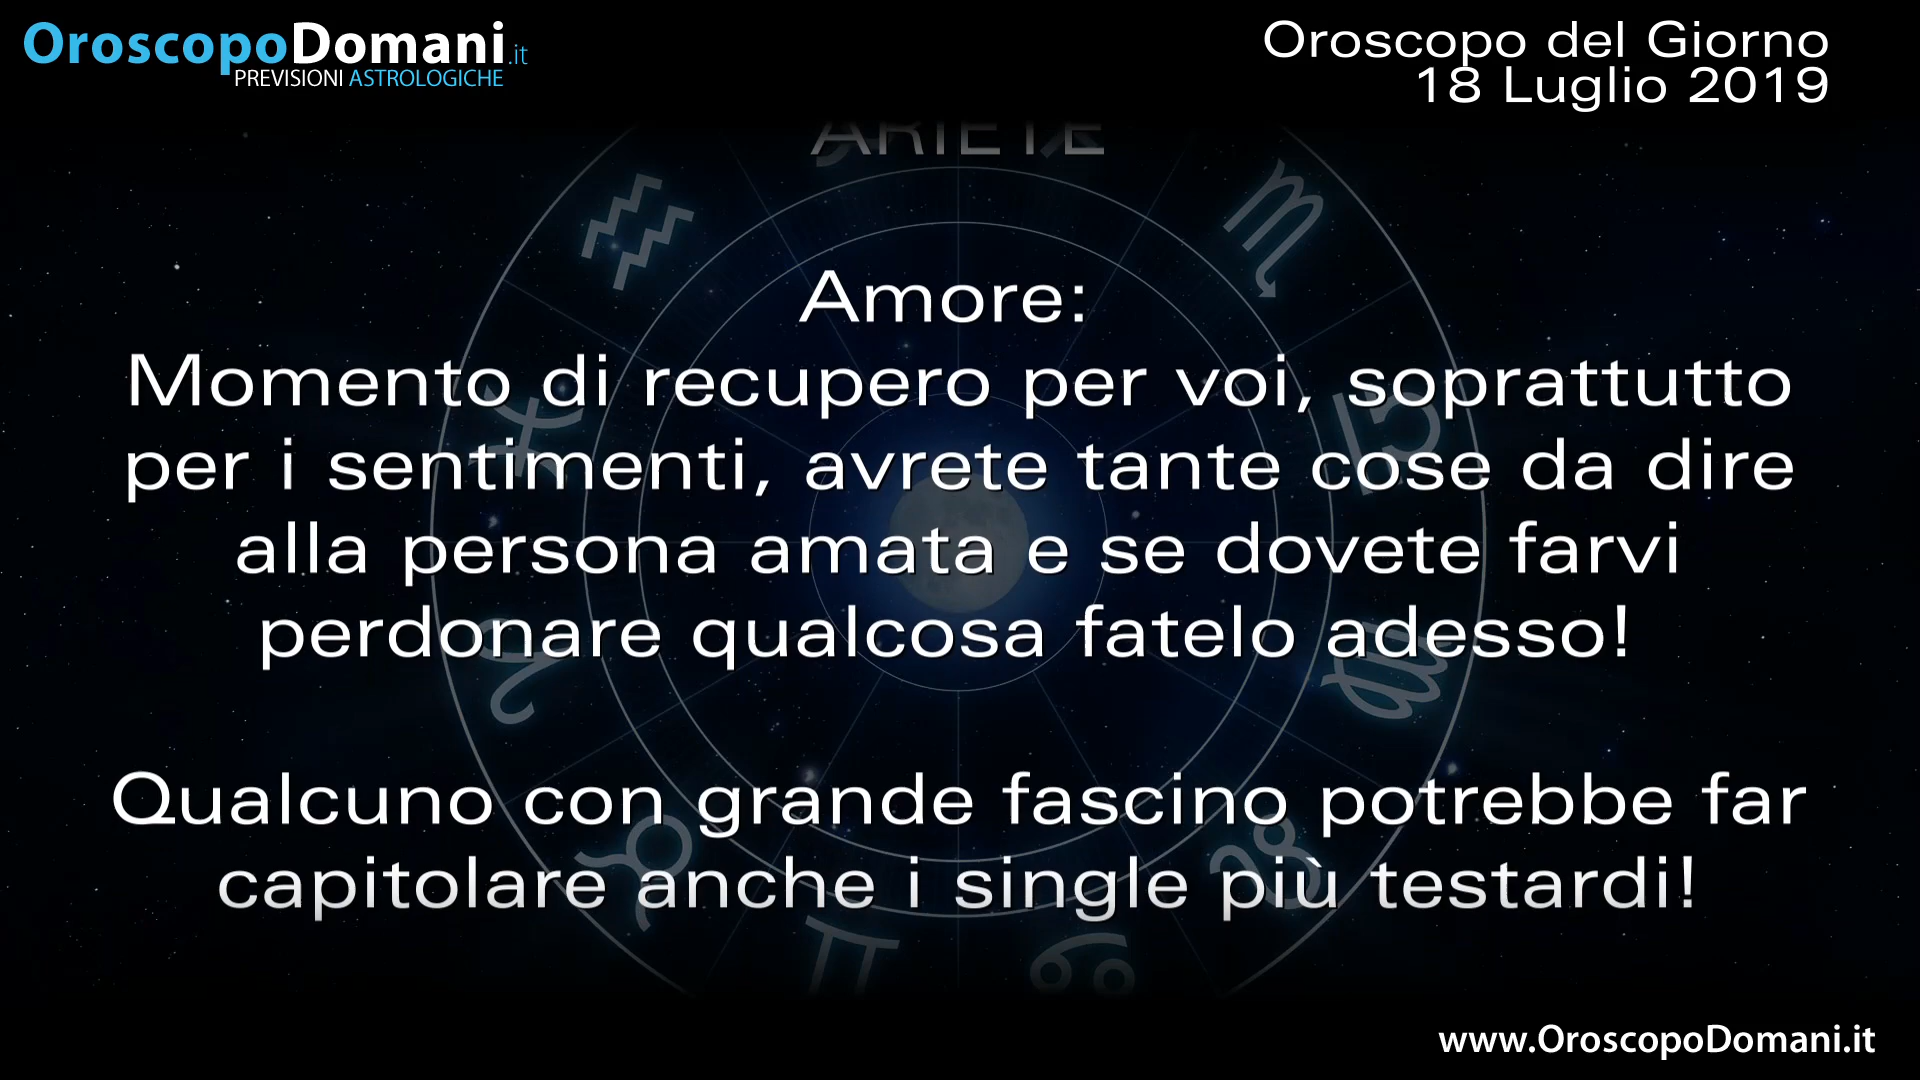 OroscopoDomani.it
PREVISIONI ASTROLOGICHE
Oroscopo del Giorno
18 Luglio 2019
ARIETE
Amore:
Momento di recupero per voi, soprattutto
per i sentimenti, avrete tante cose da dire
alla persona amata e se dovete farvi
perdonare qualcosa fatelo adesso!
Qualcuno con grande fascino potrebbe far
capitolare anche i single più testardi!
www.OroscopoDomani.it